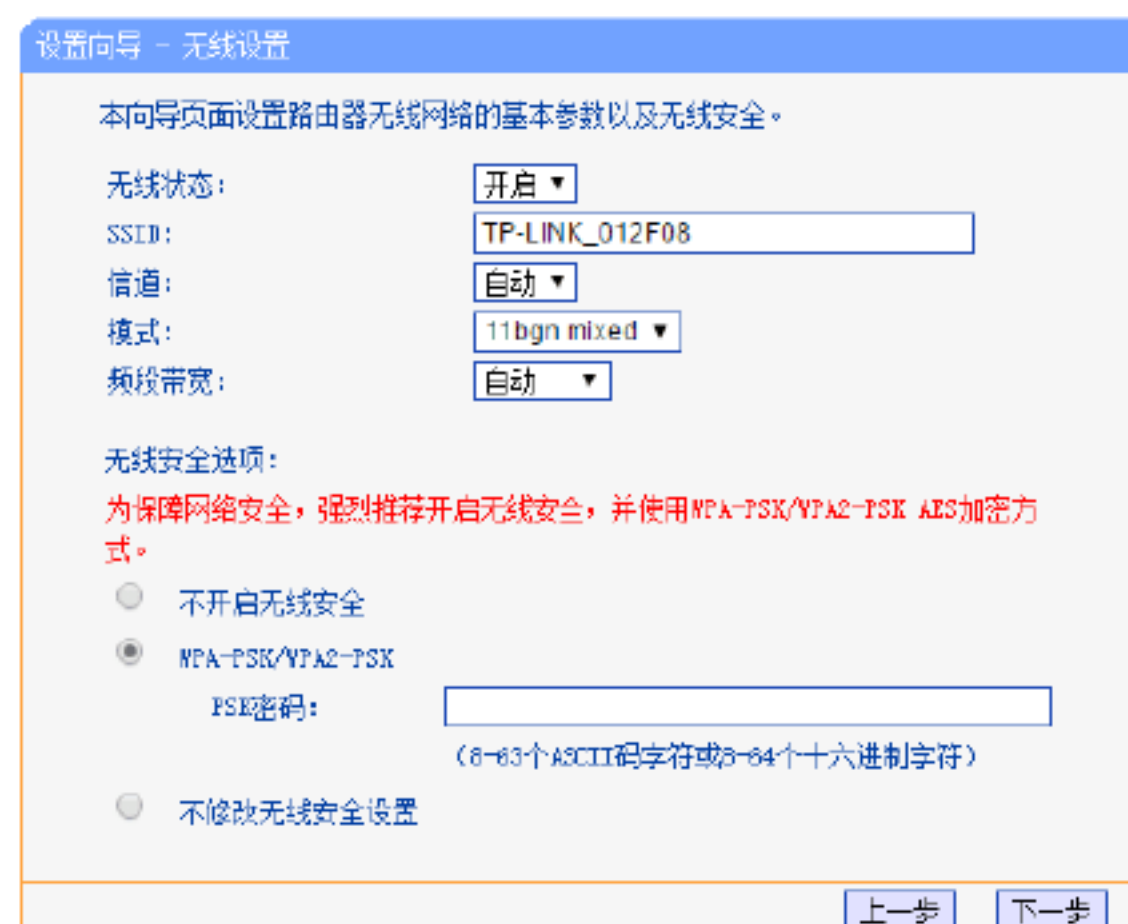 设置向导 - 无线设置
本向导页面设置路由器无线网络的基本参数以及无线安全。
无线状态: 开启
SSID: TP-LINK_012F08
信道: 自动
模式: 11bgn mixed
频段带宽: 自动
无线安全选项:
为保障网络安全，强烈推荐开启无线安全，并使用WPA-PSK/WPA2-PSK AES加密方
式。
不开启无线安全
WPA-PSK/WPA2-PSK
PSK密码:
(8-63个ASCII码字符或8-64个十六进制字符)
不修改无线安全设置
上一步 下一步